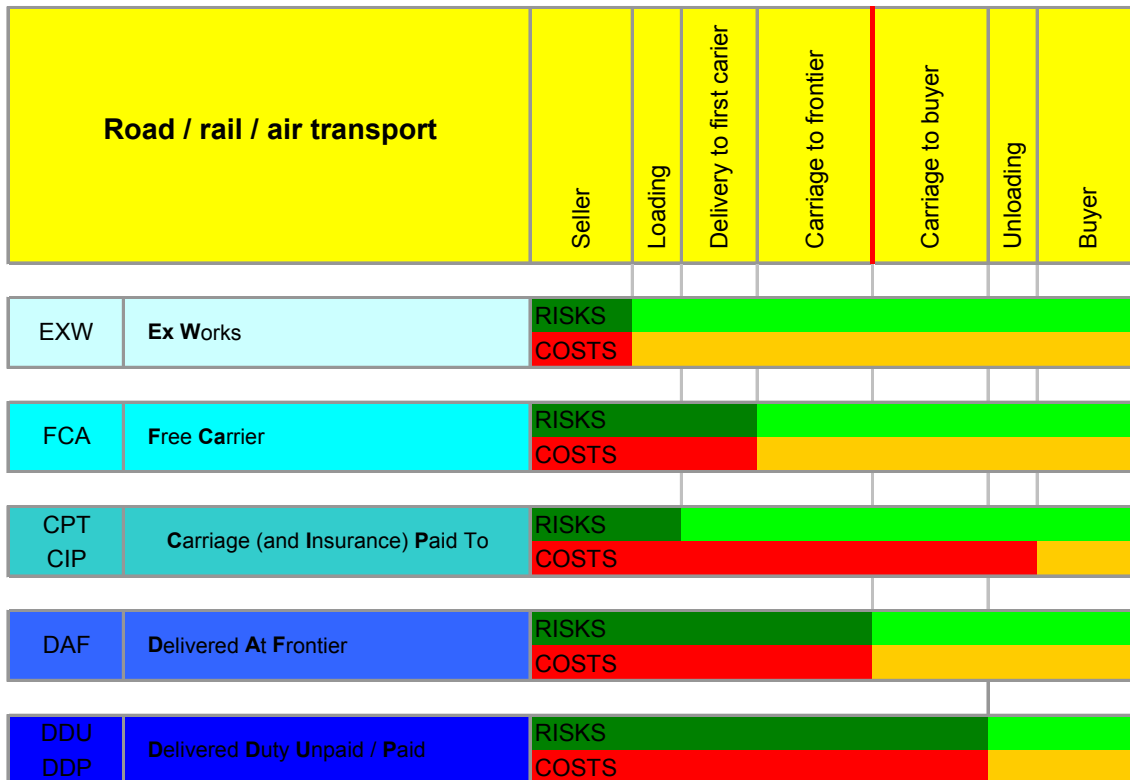 Road / rail / air transport
Seller
Loading
Delivery to first carier
Carriage to frontier
Carriage to buyer
Unloading
Buyer
EXW
Ex Works
RISKS
COSTS
FCA
Free Carrier
RISKS
COSTS
CPT
CIP
Carriage (and Insurance) Paid To
RISKS
COSTS
DAF
Delivered At Frontier
RISKS
COSTS
DDU
DDP
Delivered Duty Unpaid / Paid
RISKS
COSTS